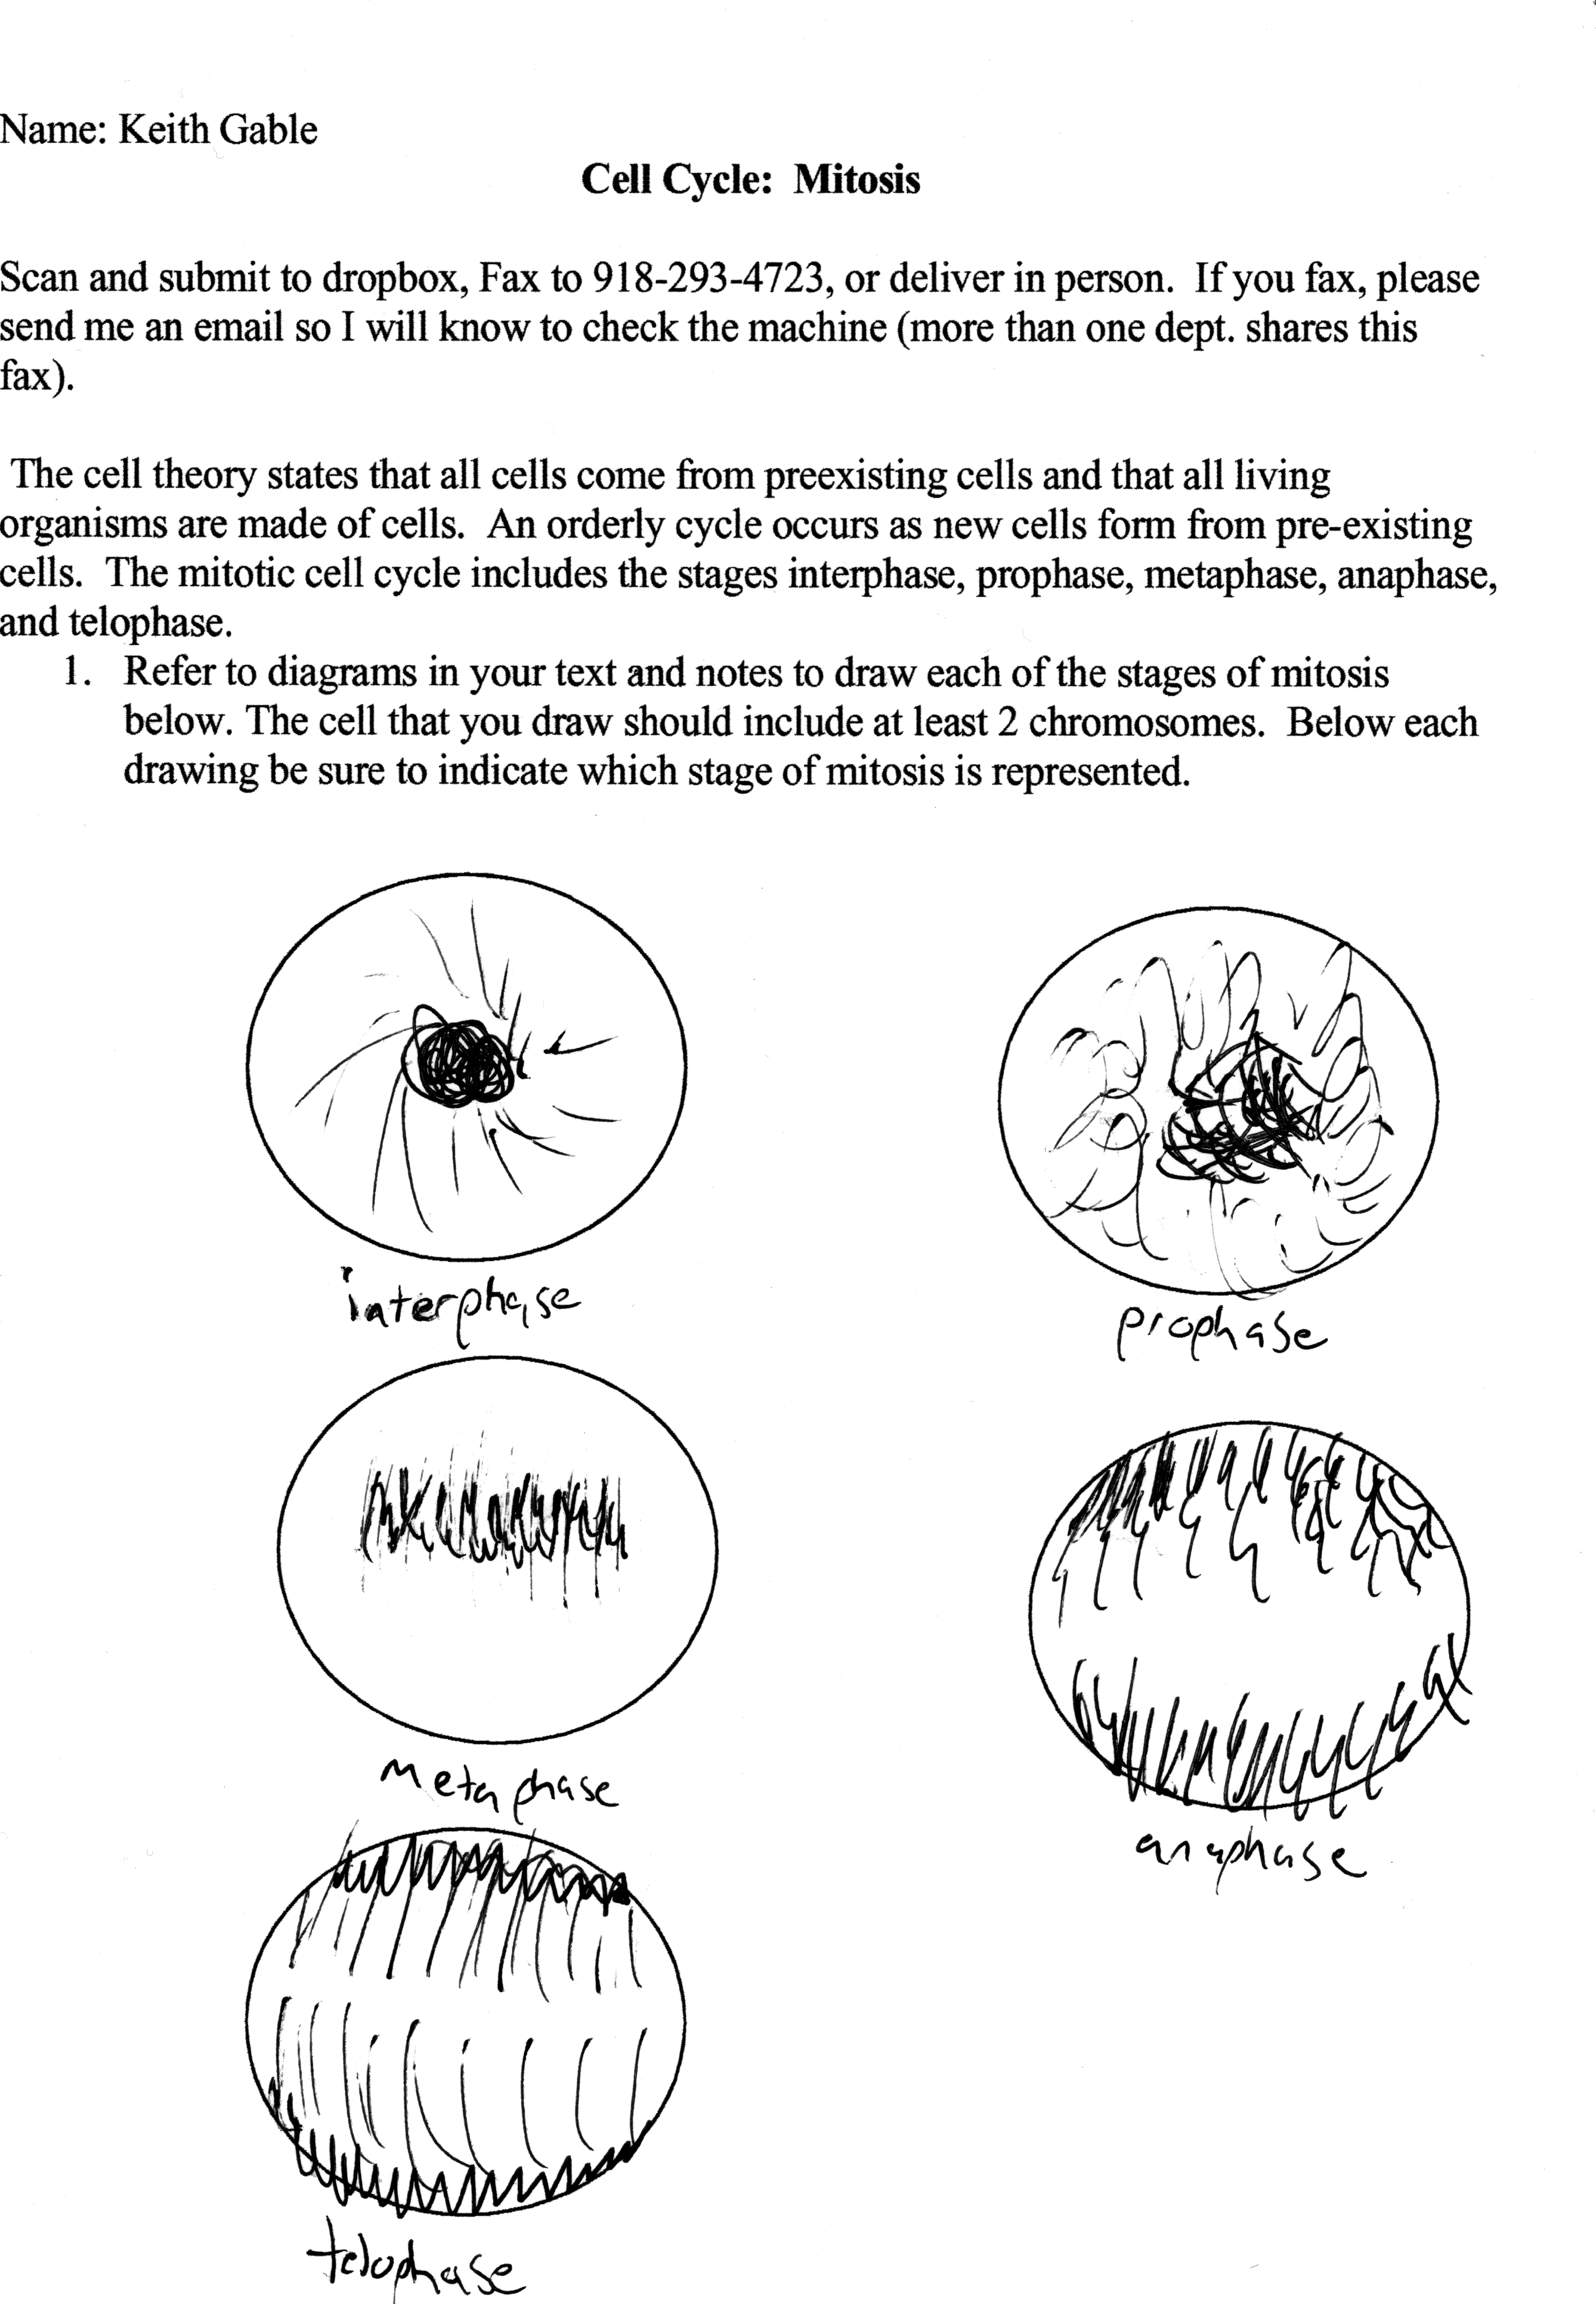 Name: Keith Gable
Cell Cycle: Mitosis
Scan and submit to dropbox, Fax to 918-293-4723, or deliver in person. If you fax, please
send me an email so I will know to check the machine (more than one dept. shares this
fax).
The cell theory states that all cells come from preexisting cells and that all living
organisms are made of cells. An orderly cycle occurs as new cells form from pre-existing
cells. The mitotic cell cycle includes the stages interphase, prophase, metaphase, anaphase,
and telophase.
1. Refer to diagrams in your text and notes to draw each of the stages of mitosis
below. The cell that you draw should include at least 2 chromosomes. Below each
drawing be sure to indicate which stage of mitosis is represented.
interphase
prophase
metaphase
anaphase
telophase